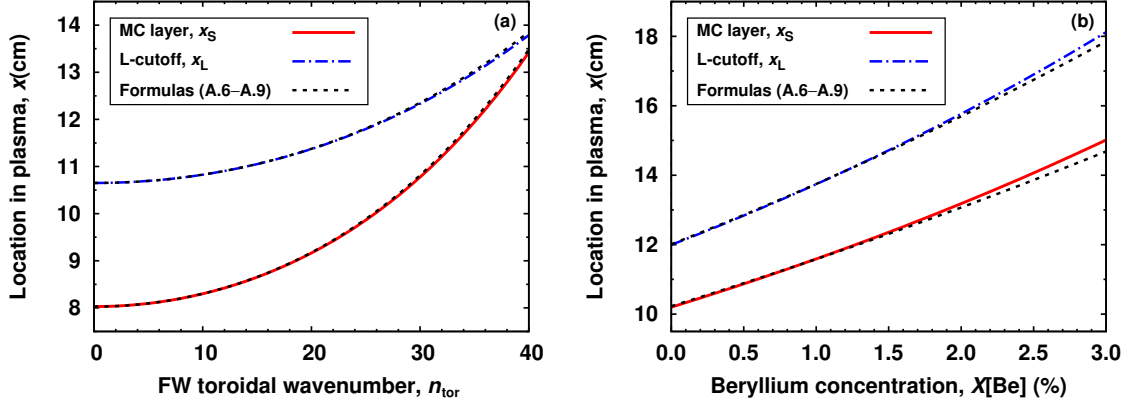 (a)
MC layer, xS
L-cutoff, xL
Formulas (A.6–A.9)
14
13
12
11
10
9
8
Location in plasma, x(cm)
0 10 20 30 40
FW toroidal wavenumber, ntor
(b)
MC layer, xS
L-cutoff, xL
Formulas (A.6–A.9)
18
16
14
12
10
Location in plasma, x(cm)
0.0 0.5 1.0 1.5 2.0 2.5 3.0
Beryllium concentration, X[Be] (%)